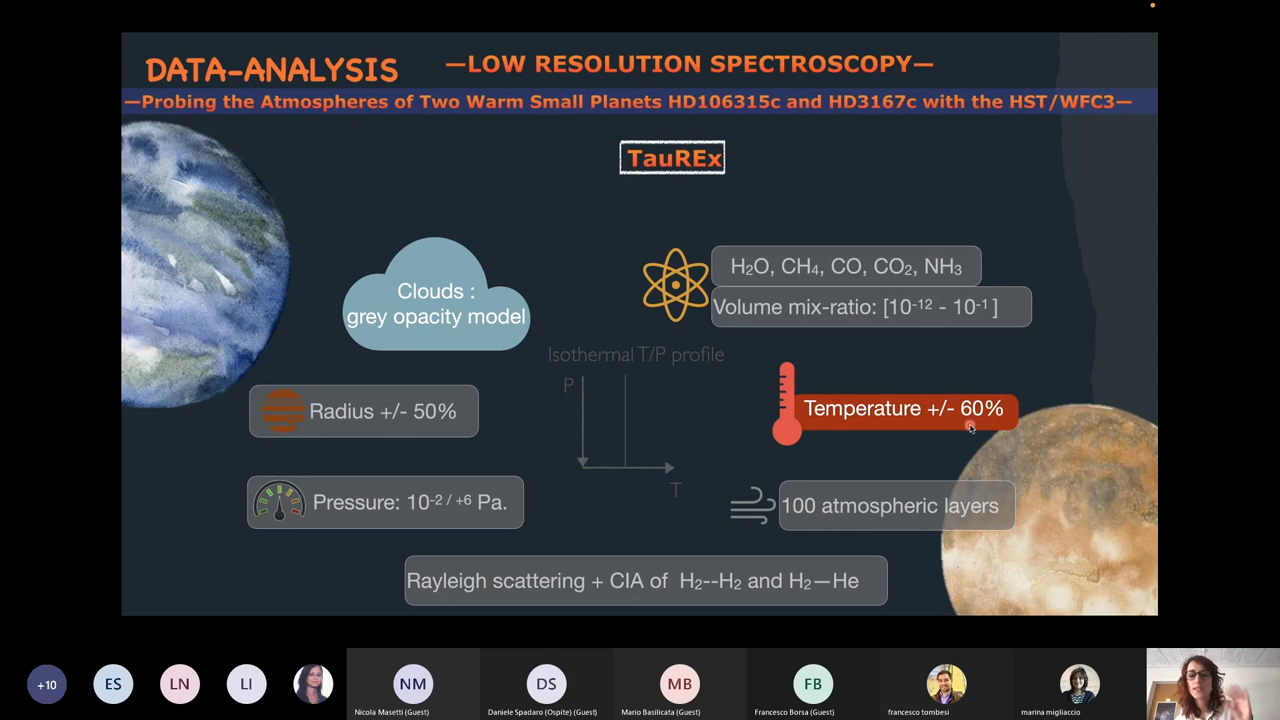 DATA-ANALYSIS
—LOW RESOLUTION SPECTROSCOPY—
—Probing the Atmospheres of Two Warm Small Planets HD106315c and HD3167c with the HST/WFC3—
TauREx
Clouds :
grey opacity model
H₂O, CH₄, CO, CO₂, NH₃
Volume mix-ratio: [10⁻¹² - 10⁻¹ ]
Isothermal T/P profile
P
T
Radius +/- 50%
Temperature +/- 60%
Pressure: 10⁻² ᐟ ⁺⁶ Pa.
100 atmospheric layers
Rayleigh scattering + CIA of H₂--H₂ and H₂—He
+10
ES
LN
LI
NM
DS
MB
FB
Nicola Masetti (Guest)
Daniele Spadaro (Ospite) (Guest)
Mario Basilicata (Guest)
Francesco Borsa (Guest)
francesco tombesi
marina migliaccio